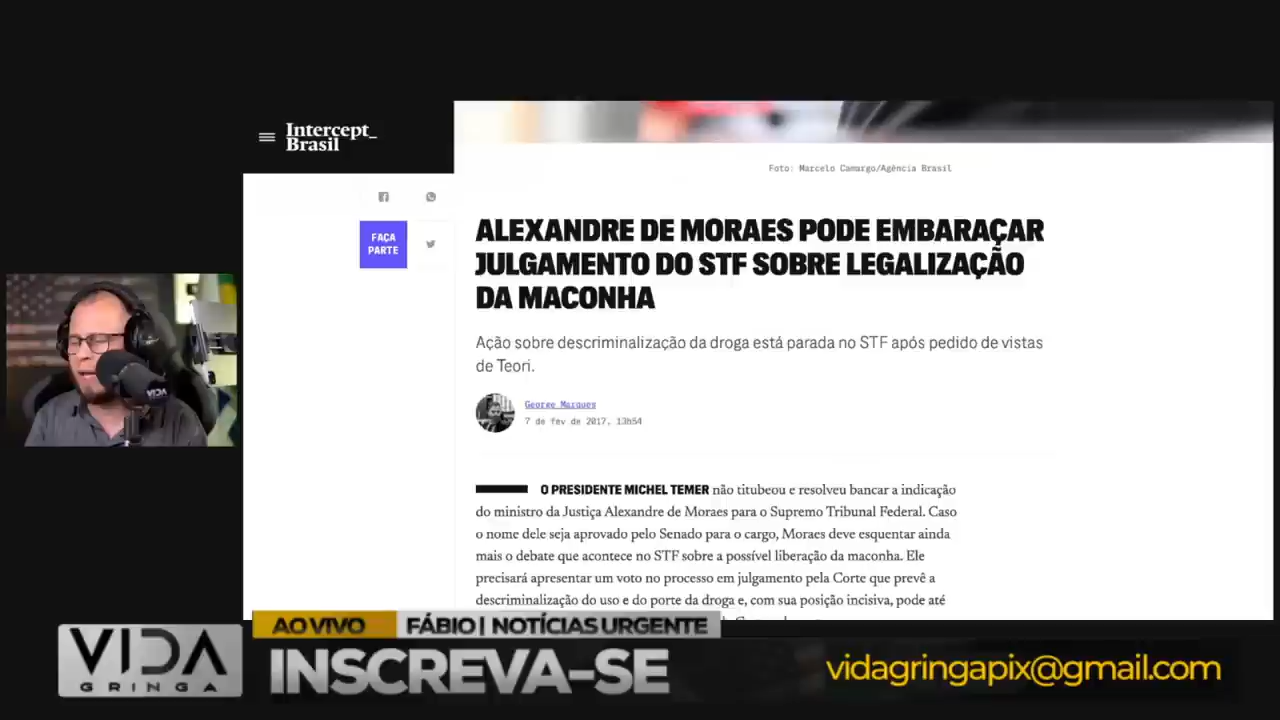 Intercept_
Brasil
Foto: Marcelo Camargo/Agência Brasil
FAÇA
PARTE
ALEXANDRE DE MORAES PODE EMBARAÇAR
JULGAMENTO DO STF SOBRE LEGALIZAÇÃO
DA MACONHA
Ação sobre descriminalização da droga está parada no STF após pedido de vistas
de Teori.
George Marques
7 de fev de 2017, 13h54
O PRESIDENTE MICHEL TEMER não titubeou e resolveu bancar a indicação
do ministro da Justiça Alexandre de Moraes para o Supremo Tribunal Federal. Caso
o nome dele seja aprovado pelo Senado para o cargo, Moraes deve esquentar ainda
mais o debate que acontece no STF sobre a possível liberação da maconha. Ele
precisará apresentar um voto no processo em julgamento pela Corte que prevê a
descriminalização do uso e do porte da droga e, com sua posição incisiva, pode até
VIDA
AO VIVO FÁBIO | NOTÍCIAS URGENTE
VIDA
GRINGA
INSCREVA-SE
vidagringapix@gmail.com